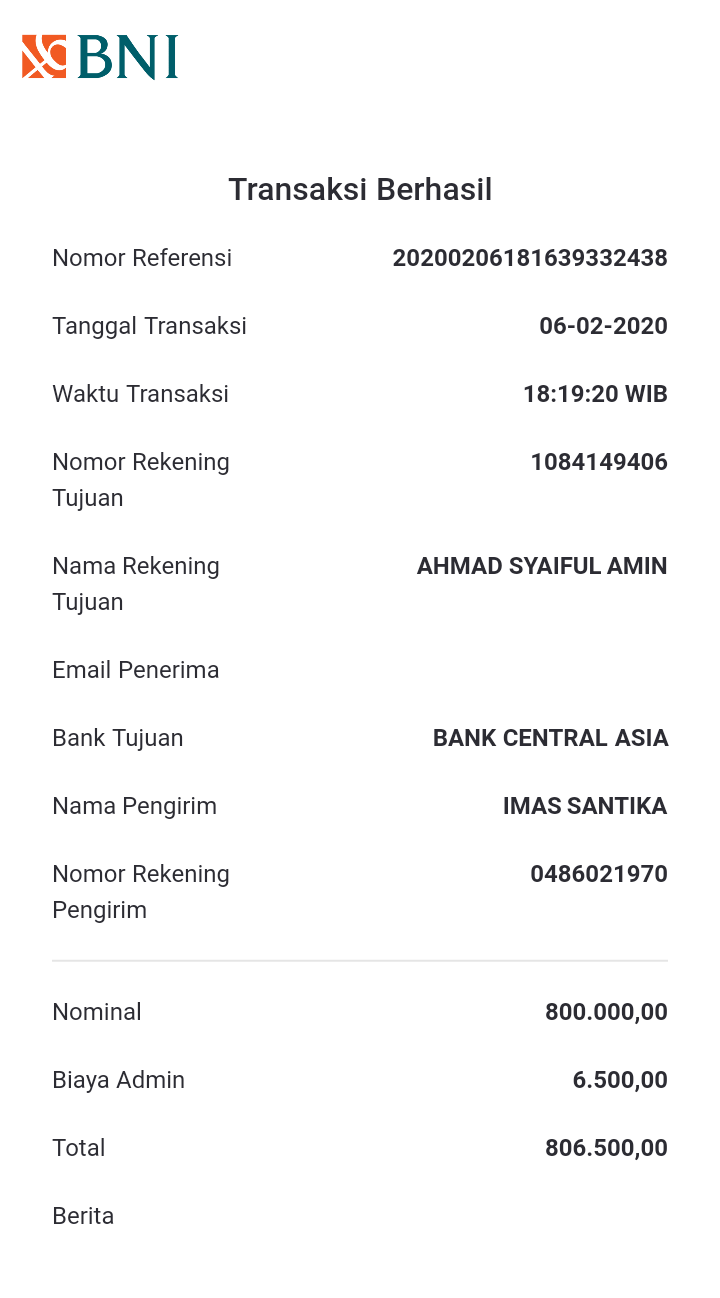 BNI
Transaksi Berhasil
Nomor Referensi 20200206181639332438
Tanggal Transaksi 06-02-2020
Waktu Transaksi 18:19:20 WIB
Nomor Rekening 1084149406
Tujuan
Nama Rekening AHMAD SYAIFUL AMIN
Tujuan
Email Penerima
Bank Tujuan BANK CENTRAL ASIA
Nama Pengirim IMAS SANTIKA
Nomor Rekening 0486021970
Pengirim
Nominal 800.000,00
Biaya Admin 6.500,00
Total 806.500,00
Berita